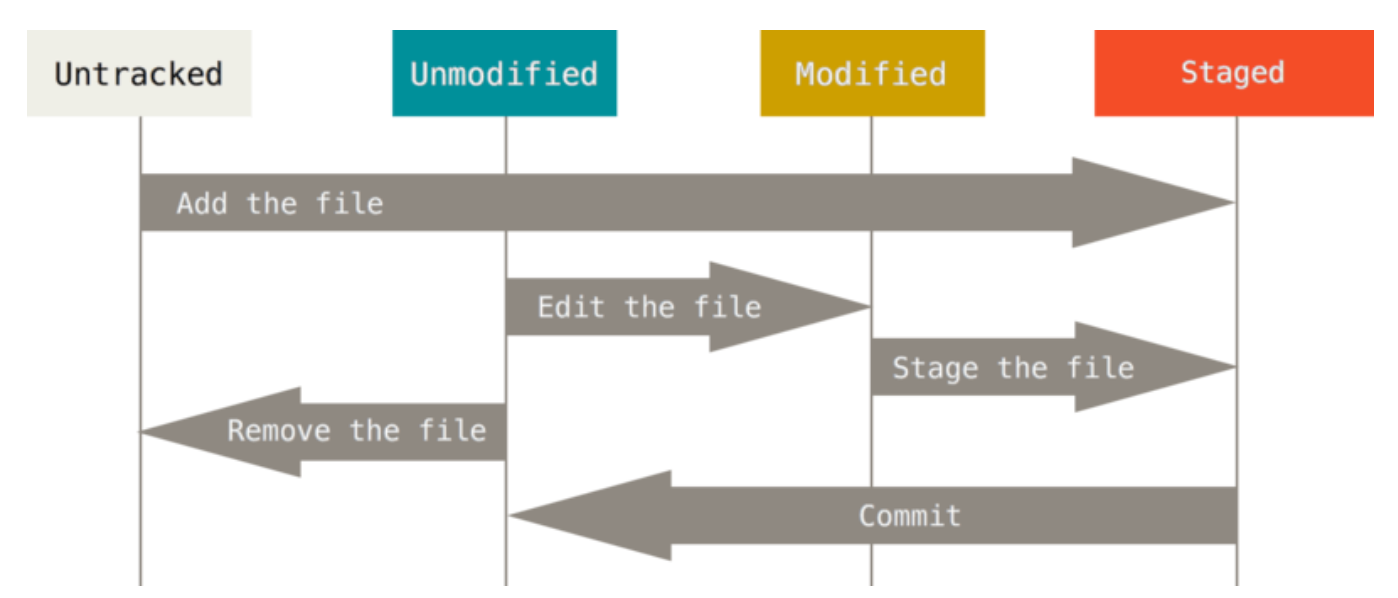 Untracked
Unmodified
Modified
Staged
Add the file
Edit the file
Stage the file
Remove the file
Commit